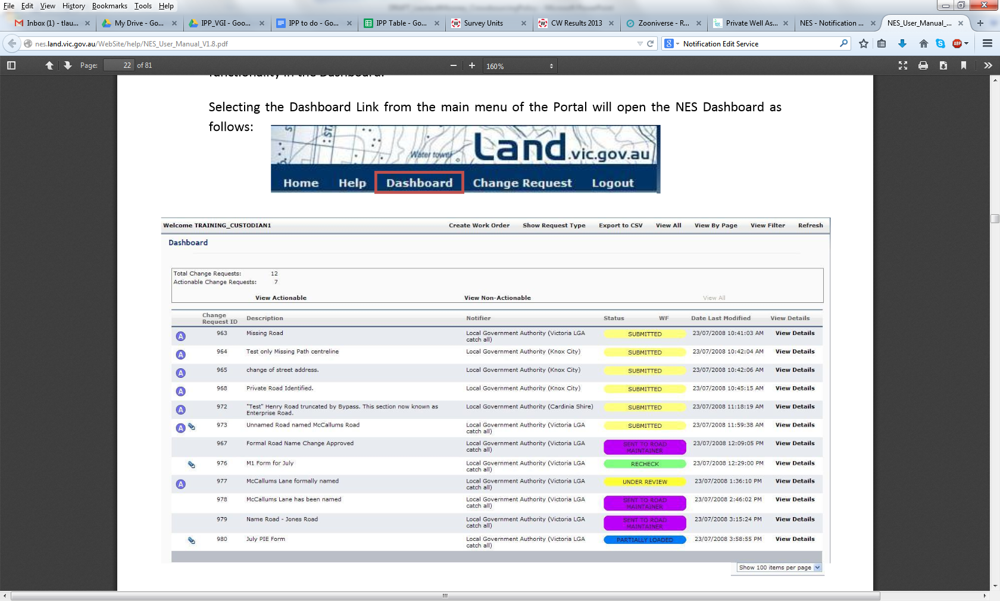 File Edit View History Bookmarks Tools Help
Inbox (1) - tlau...
My Drive - Go...
IPP_VGI - Goo...
IPP to do - Go...
IPP Table - Go...
Survey Units
CW Results 2013
Zooniverse - R...
Private Well As...
NES - Notification ...
NES_User_Manual_...
nes.land.vic.gov.au/WebSite/help/NES_User_Manual_V1.8.pdf
Notification Edit Service
ABP
Page: 22 of 81
160%
functionality in the Dashboard.
Selecting the Dashboard Link from the main menu of the Portal will open the NES Dashboard as
follows:
Water tower
Land.vic.gov.au
Home Help Dashboard Change Request Logout
Welcome TRAINING_CUSTODIAN1 Create Work Order Show Request Type Export to CSV View All View By Page View Filter Refresh
Dashboard
Total Change Requests: 12
Actionable Change Requests: 7
View Actionable View Non-Actionable View All
Change
Request ID Description Notifier Status WF Date Last Modified View Details
A 963 Missing Road Local Government Authority (Victoria LGA
catch all) SUBMITTED 23/07/2008 10:41:03 AM View Details
A 964 Test only Missing Path centreline Local Government Authority (Knox City) SUBMITTED 23/07/2008 10:42:04 AM View Details
A 965 change of street address. Local Government Authority (Knox City) SUBMITTED 23/07/2008 10:42:06 AM View Details
A 968 Private Road Identified. Local Government Authority (Knox City) SUBMITTED 23/07/2008 10:45:15 AM View Details
A 972 "Test" Henry Road truncated by Bypass. This section now known as
Enterprise Road. Local Government Authority (Cardinia Shire) SUBMITTED 23/07/2008 11:18:19 AM View Details
A 973 Unnamed Road named McCallums Road Local Government Authority (Victoria LGA
catch all) SUBMITTED 23/07/2008 11:59:38 AM View Details
967 Formal Road Name Change Approved Local Government Authority (Victoria LGA
catch all) SENT TO ROAD
MAINTAINER 23/07/2008 12:09:05 PM View Details
976 M1 Form for July Local Government Authority (Victoria LGA
catch all) RECHECK 23/07/2008 12:29:00 PM View Details
A 977 McCallums Lane formally named Local Government Authority (Victoria LGA
catch all) UNDER REVIEW 23/07/2008 1:36:10 PM View Details
978 McCallums Lane has been named Local Government Authority (Victoria LGA
catch all) SENT TO ROAD
MAINTAINER 23/07/2008 2:46:02 PM View Details
979 Name Road - Jones Road Local Government Authority (Victoria LGA
catch all) SENT TO ROAD
MAINTAINER 23/07/2008 3:15:24 PM View Details
980 July PIE Form Local Government Authority (Victoria LGA
catch all) PARTIALLY LOADED 23/07/2008 3:58:55 PM View Details
Show 100 items per page